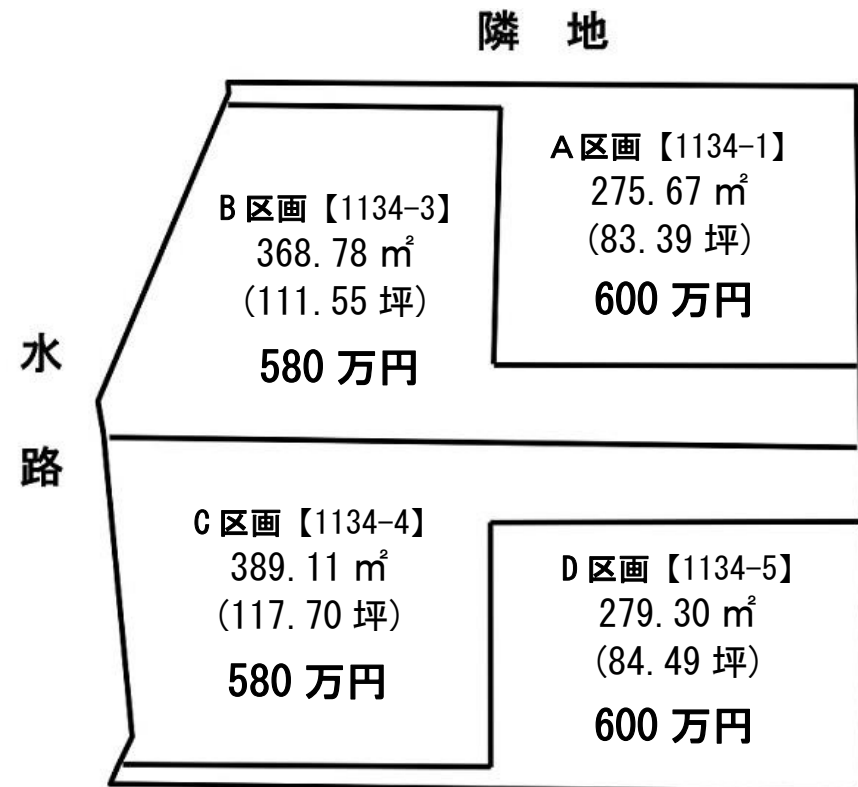 隣 地
A区画【1134-1】
275.67 ㎡
(83.39 坪)
600 万円
B 区画【1134-3】
368.78 ㎡
(111.55 坪)
580 万円
水
路
C 区画【1134-4】
389.11 ㎡
(117.70 坪)
580 万円
D 区画【1134-5】
279.30 ㎡
(84.49 坪)
600 万円